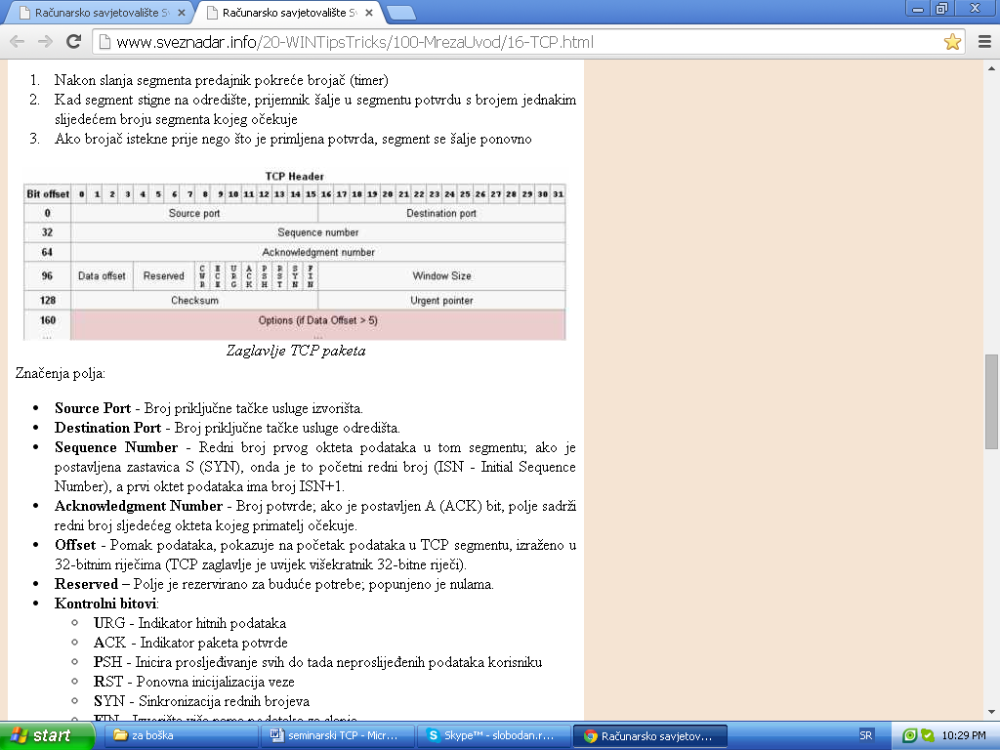 Računarsko savjetovalište S
Računarsko savjetovalište S
www.sveznadar.info/20-WINTipsTricks/100-MrezaUvod/16-TCP.html
1. Nakon slanja segmenta predajnik pokreće brojač (timer)
2. Kad segment stigne na odredište, prijemnik šalje u segmentu potvrdu s brojem jednakim
slijedećem broju segmenta kojeg očekuje
3. Ako brojač istekne prije nego što je primljena potvrda, segment se šalje ponovno
TCP Header
Bit offset 0 1 2 3 4 5 6 7 8 9 10 11 12 13 14 15 16 17 18 19 20 21 22 23 24 25 26 27 28 29 30 31
0 Source port Destination port
32 Sequence number
64 Acknowledgment number
96 Data offset Reserved CWR ECE URG ACK PSH RST SYN FIN Window Size
128 Checksum Urgent pointer
160 Options (if Data Offset > 5)
... ...
Zaglavlje TCP paketa
Značenja polja:
• Source Port - Broj priključne tačke usluge izvorišta.
• Destination Port - Broj priključne tačke usluge odredišta.
• Sequence Number - Redni broj prvog okteta podataka u tom segmentu; ako je
postavljena zastavica S (SYN), onda je to početni redni broj (ISN - Initial Sequence
Number), a prvi oktet podataka ima broj ISN+1.
• Acknowledgment Number - Broj potvrde; ako je postavljen A (ACK) bit, polje sadrži
redni broj sljedećeg okteta kojeg primatelj očekuje.
• Offset - Pomak podataka, pokazuje na početak podataka u TCP segmentu, izraženo u
32-bitnim riječima (TCP zaglavlje je uvijek višekratnik 32-bitne riječi).
• Reserved – Polje je rezervirano za buduće potrebe; popunjeno je nulama.
• Kontrolni bitovi:
URG - Indikator hitnih podataka
ACK - Indikator paketa potvrde
PSH - Inicira prosljeđivanje svih do tada neproslijeđenih podataka korisniku
RST - Ponovna inicijalizacija veze
SYN - Sinkronizacija rednih brojeva
FIN - Izvorište više nema podataka za slanje
start za boška seminarski TCP - Micr... Skype™ - slobodan.r... Računarsko savjetov... SR 10:29 PM